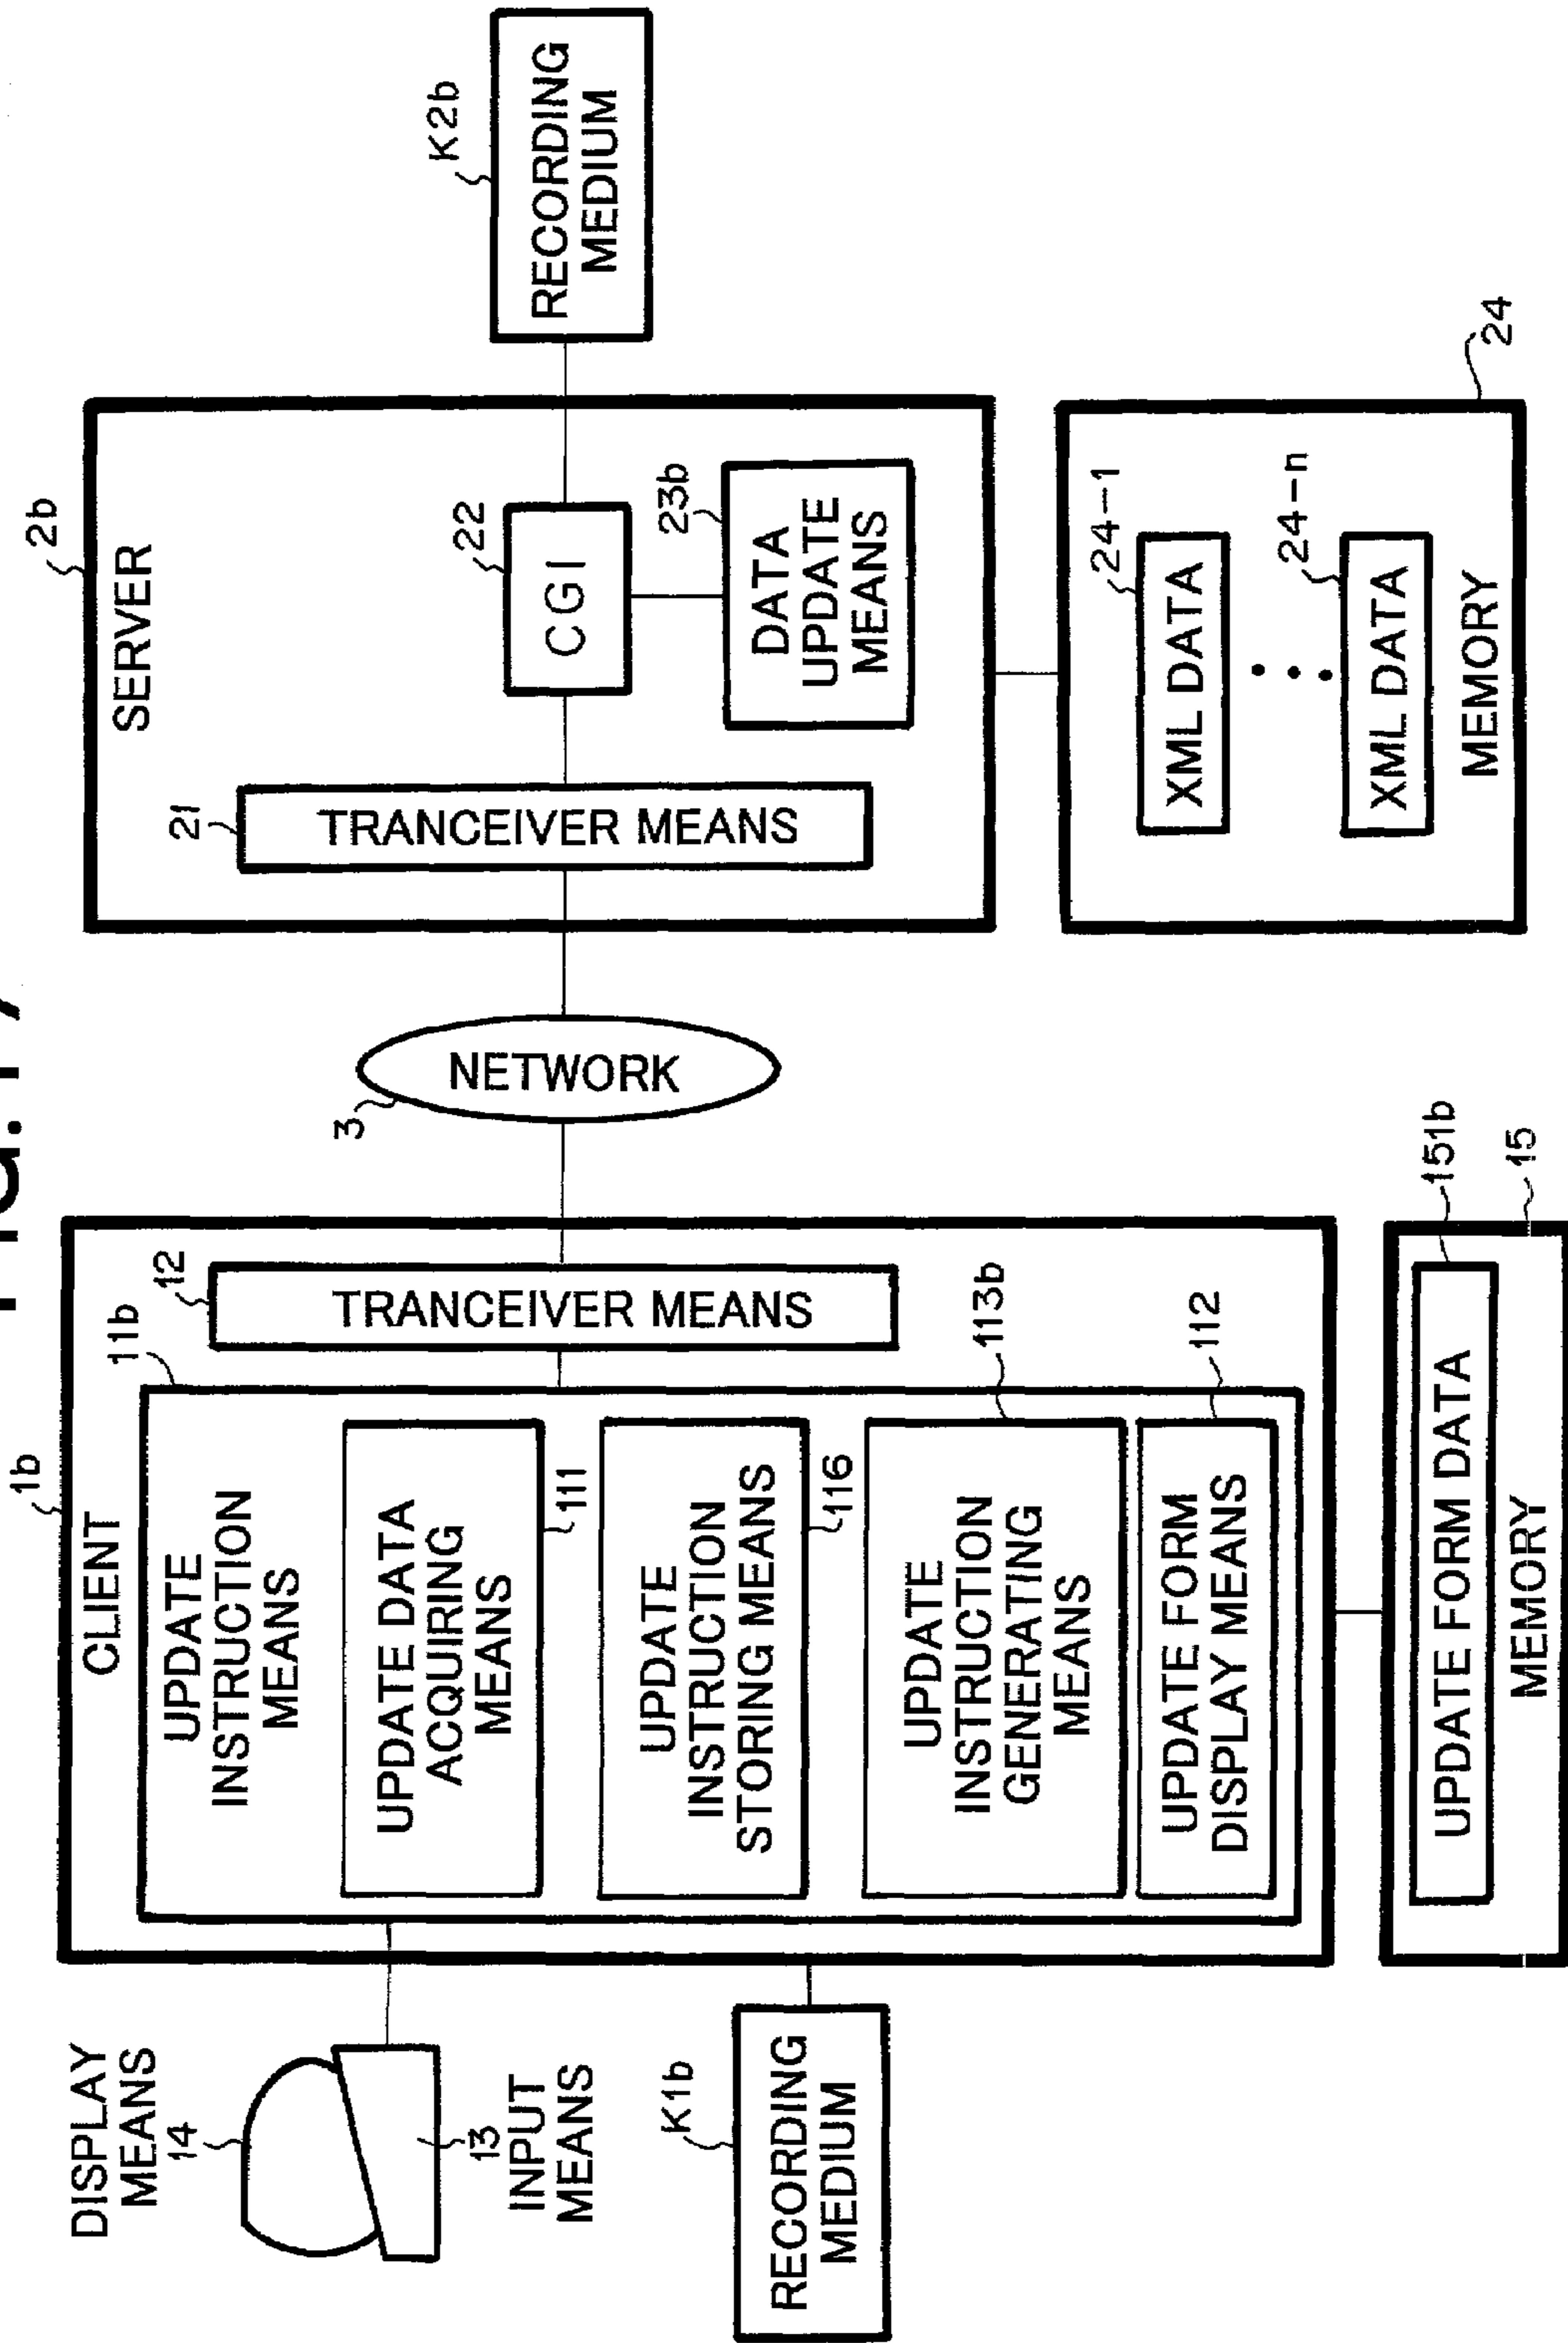 FIG.17
DISPLAY
MEANS
14
13
INPUT
MEANS
K1b
RECORDING
MEDIUM
1b
CLIENT
11b
UPDATE
INSTRUCTION
MEANS
UPDATE DATA
ACQUIRING
MEANS
111
UPDATE
INSTRUCTION
STORING MEANS
116
UPDATE
INSTRUCTION
GENERATING
MEANS
113b
UPDATE FORM
DISPLAY MEANS
112
12
TRANCEIVER MEANS
UPDATE FORM DATA
151b
MEMORY
15
3
NETWORK
2b
SERVER
21
TRANCEIVER MEANS
22
CGI
23b
DATA
UPDATE
MEANS
K2b
RECORDING
MEDIUM
24
24-1
XML DATA
24-n
XML DATA
MEMORY